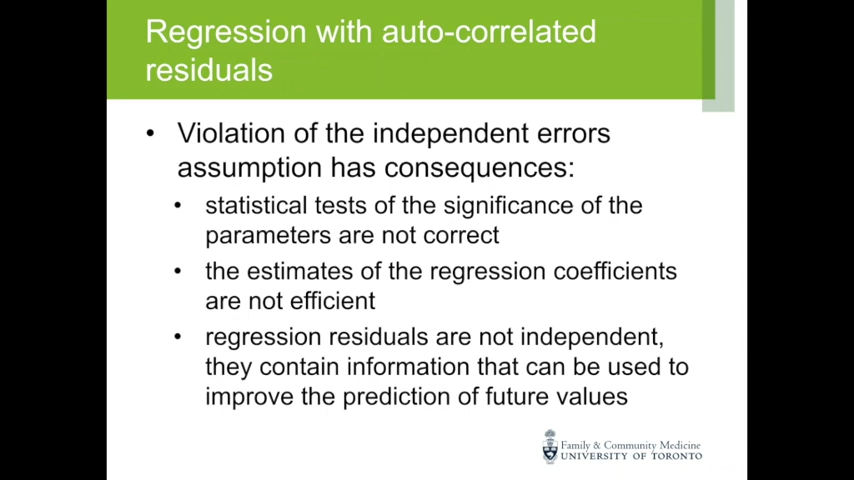 Regression with auto-correlated
residuals
• Violation of the independent errors
assumption has consequences:
• statistical tests of the significance of the
parameters are not correct
• the estimates of the regression coefficients
are not efficient
• regression residuals are not independent,
they contain information that can be used to
improve the prediction of future values
Family & Community Medicine
UNIVERSITY OF TORONTO